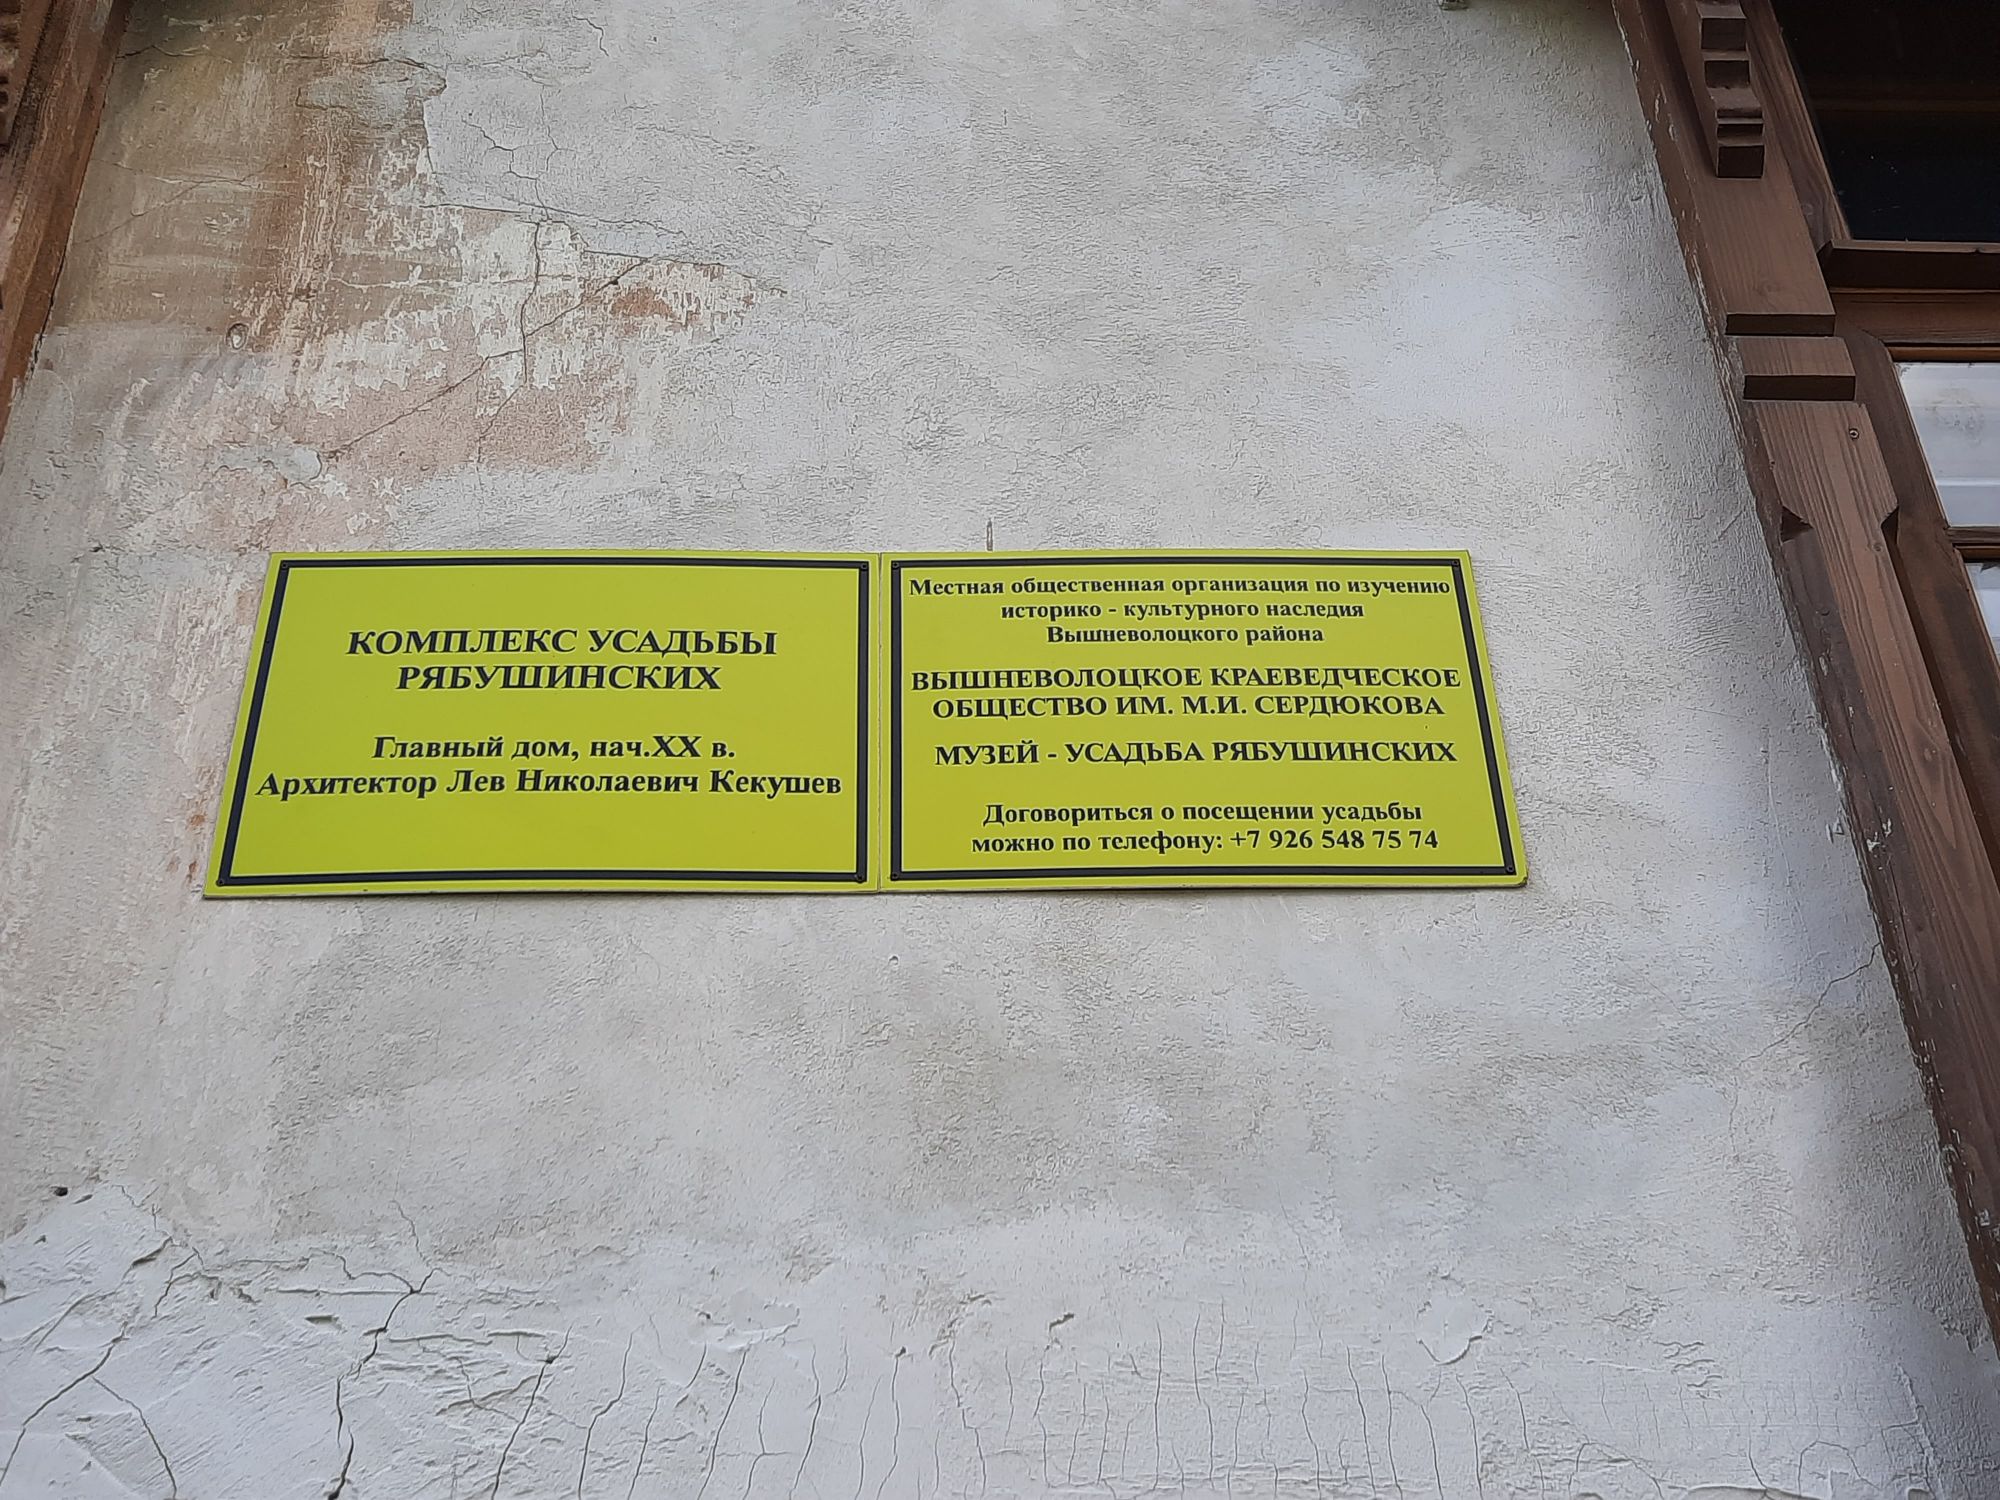 КОМПЛЕКС УСАДЬБЫ
РЯБУШИНСКИХ
Главный дом, нач.XX в.
Архитектор Лев Николаевич Кекушев
Местная общественная организация по изучению
историко - культурного наследия
Вышневолоцкого района
ВЫШНЕВОЛОЦКОЕ КРАЕВЕДЧЕСКОЕ
ОБЩЕСТВО ИМ. М.И. СЕРДЮКОВА
МУЗЕЙ - УСАДЬБА РЯБУШИНСКИХ
Договориться о посещении усадьбы
можно по телефону: +7 926 548 75 74